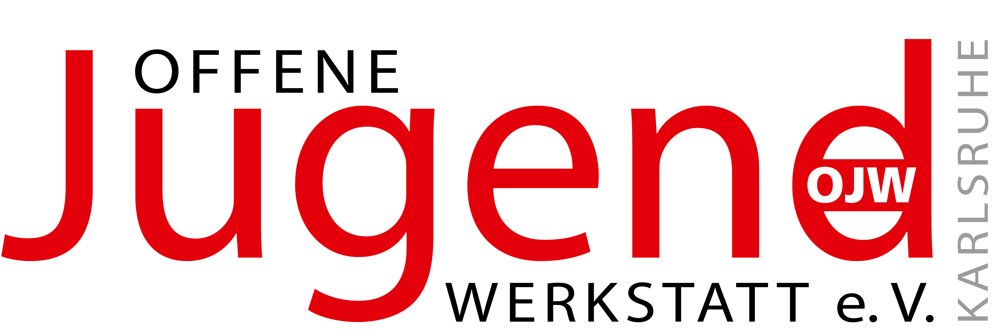 OFFENE
Jugend
OJW
WERKSTATT e. V.
KARLSRUHE